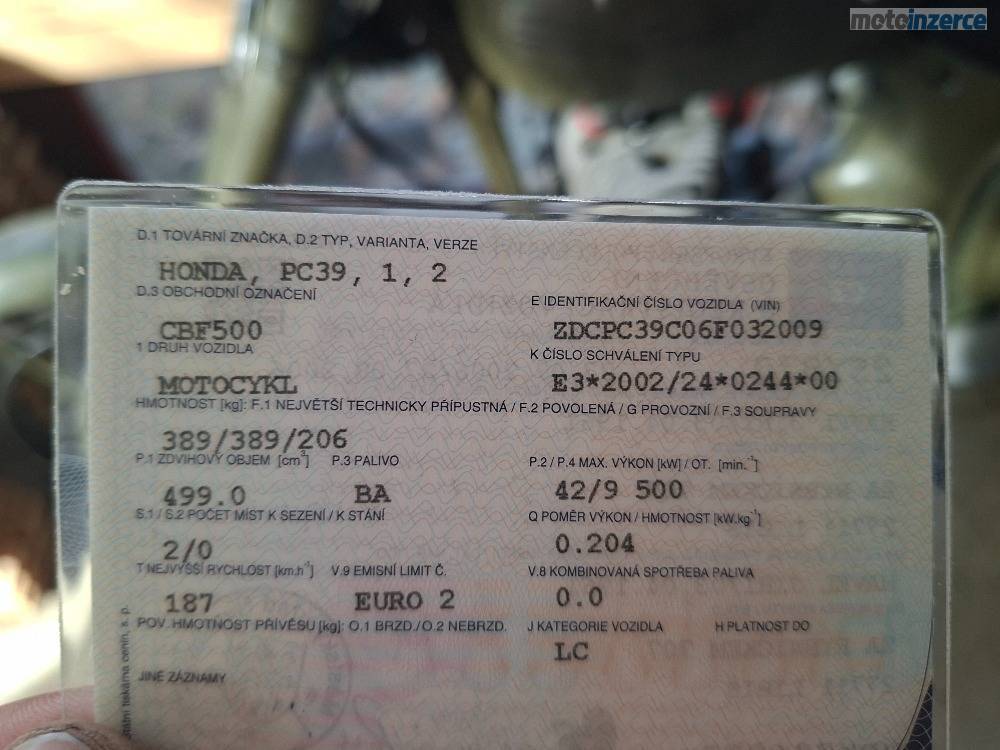 motoinzerce
D.1 TOVÁRNÍ ZNAČKA, D.2 TYP, VARIANTA, VERZE
HONDA, PC39, 1, 2
D.3 OBCHODNÍ OZNAČENÍ
E IDENTIFIKAČNÍ ČÍSLO VOZIDLA (VIN)
CBF500
ZDCPC39C06F032009
1 DRUH VOZIDLA
K ČÍSLO SCHVÁLENÍ TYPU
MOTOCYKL
E3*2002/24*0244*00
HMOTNOST [kg]: F.1 NEJVĚTŠÍ TECHNICKY PŘÍPUSTNÁ / F.2 POVOLENÁ / G PROVOZNÍ / F.3 SOUPRAVY
389/389/206
P.1 ZDVIHOVÝ OBJEM [cm³] P.3 PALIVO
P.2 / P.4 MAX. VÝKON [kW] / OT. [min.⁻¹]
499.0 BA
42/9 500
S.1 / S.2 POČET MÍST K SEZENÍ / K STÁNÍ
Q POMĚR VÝKON / HMOTNOST [kW.kg⁻¹]
2/0
0.204
T NEJVYŠŠÍ RYCHLOST [km.h⁻¹] V.9 EMISNÍ LIMIT Č.
V.8 KOMBINOVANÁ SPOTŘEBA PALIVA
187 EURO 2
0.0
POV. HMOTNOST PŘÍVĚSU [kg]: O.1 BRZD./O.2 NEBRZD.
J KATEGORIE VOZIDLA H PLATNOST DO
LC
JINÉ ZÁZNAMY
tiskárna cenin, s. p.